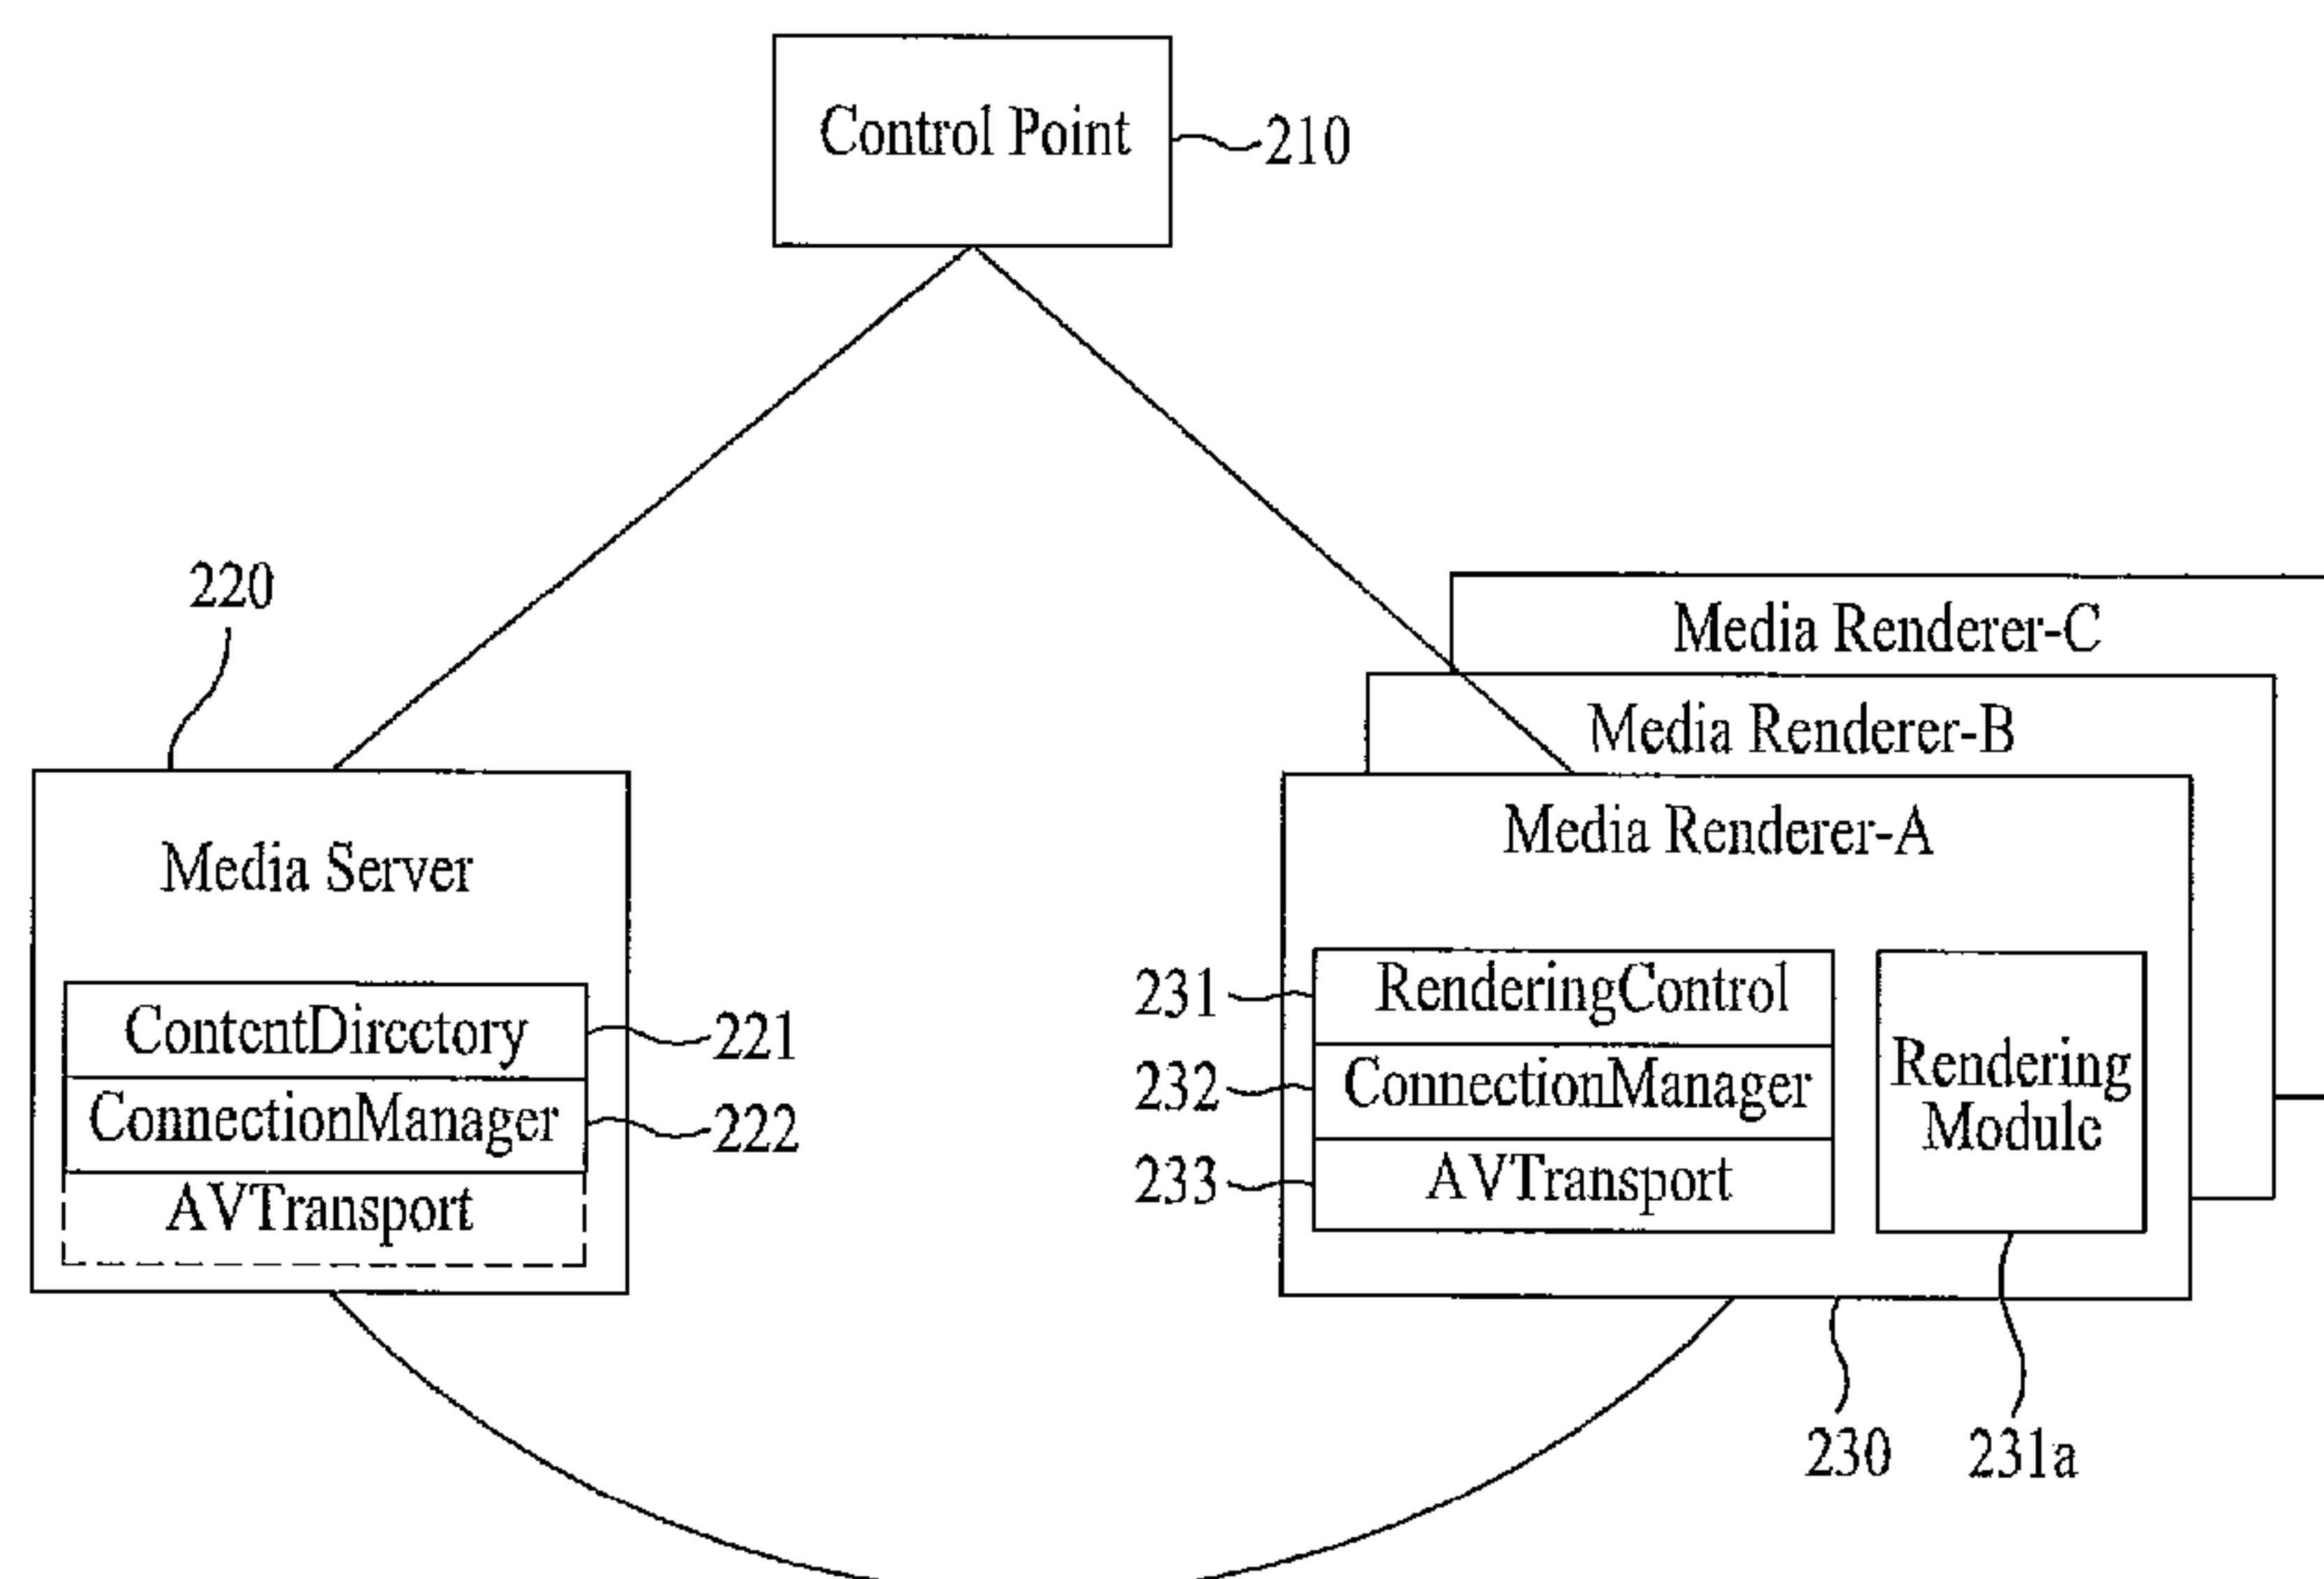 Control Point
210
220
Media Renderer-C
Media Renderer-B
Media Renderer-A
Media Server
ContentDirectory
221
ConnectionManager
222
AVTransport
231
RenderingControl
232
ConnectionManager
233
AVTransport
Rendering
Module
230
231a